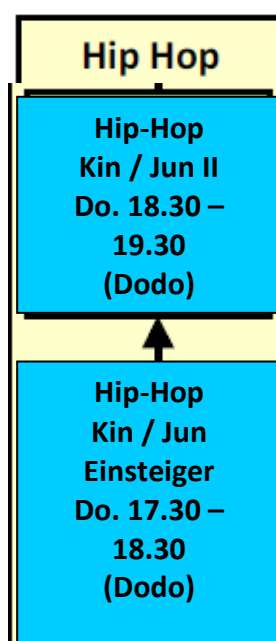 Hip Hop
Hip-Hop
Kin / Jun II
Do. 18.30 –
19.30
(Dodo)
Hip-Hop
Kin / Jun
Einsteiger
Do. 17.30 –
18.30
(Dodo)